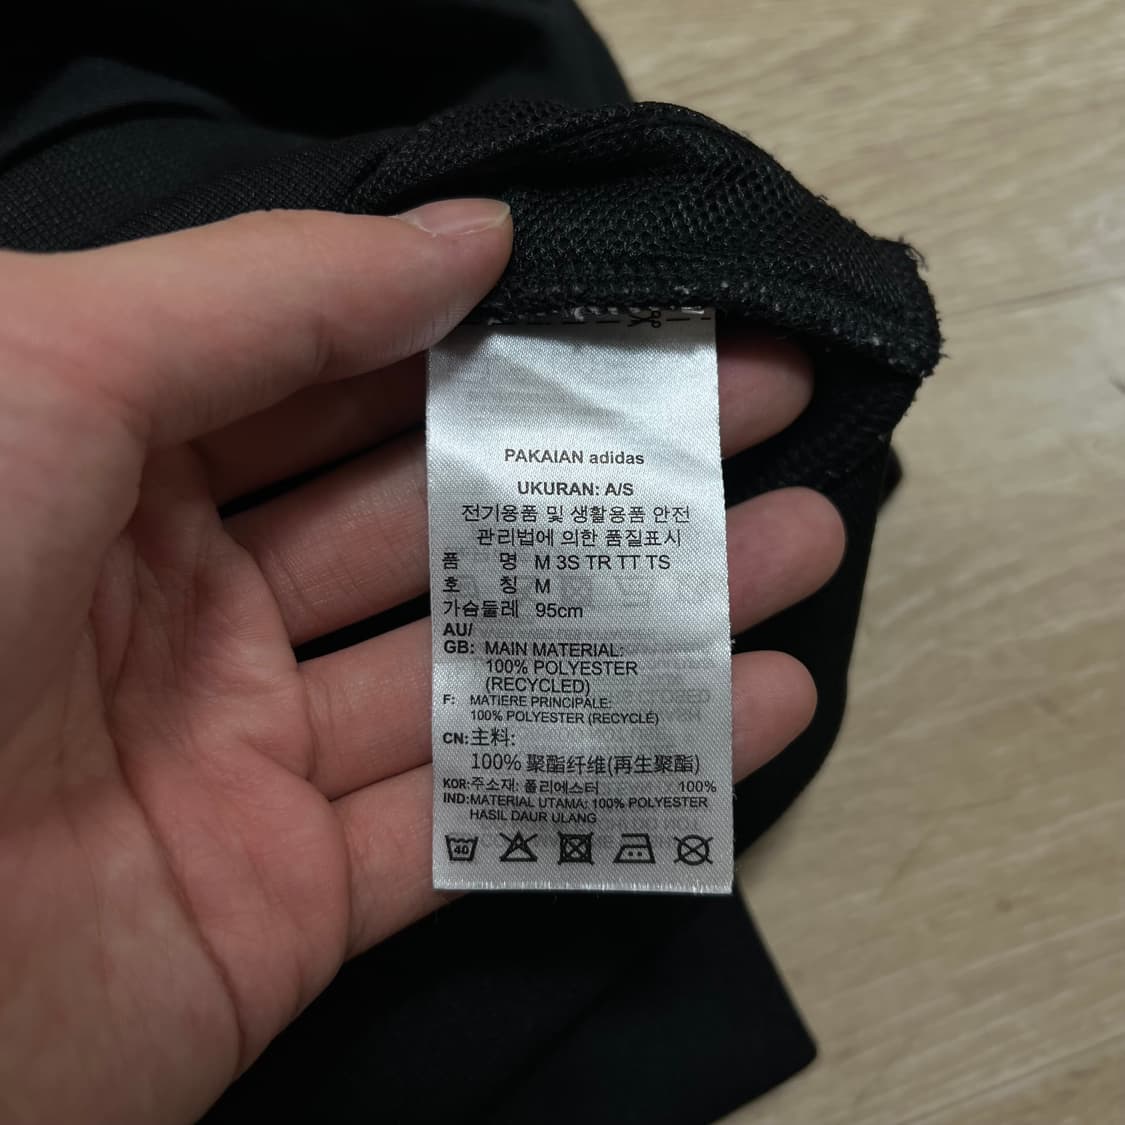 PAKAIAN adidas
UKURAN: A/S
전기용품 및 생활용품 안전
관리법에 의한 품질표시
품 명 M 3S TR TT TS
호 칭 M
가슴둘레 95cm
AU/
GB: MAIN MATERIAL:
100% POLYESTER
(RECYCLED)
F: MATIERE PRINCIPALE:
100% POLYESTER (RECYCLÉ)
CN: 主料:
100% 聚酯纤维(再生聚酯)
KOR: 주소재: 폴리에스터 100%
IND: MATERIAL UTAMA: 100% POLYESTER
HASIL DAUR ULANG
40